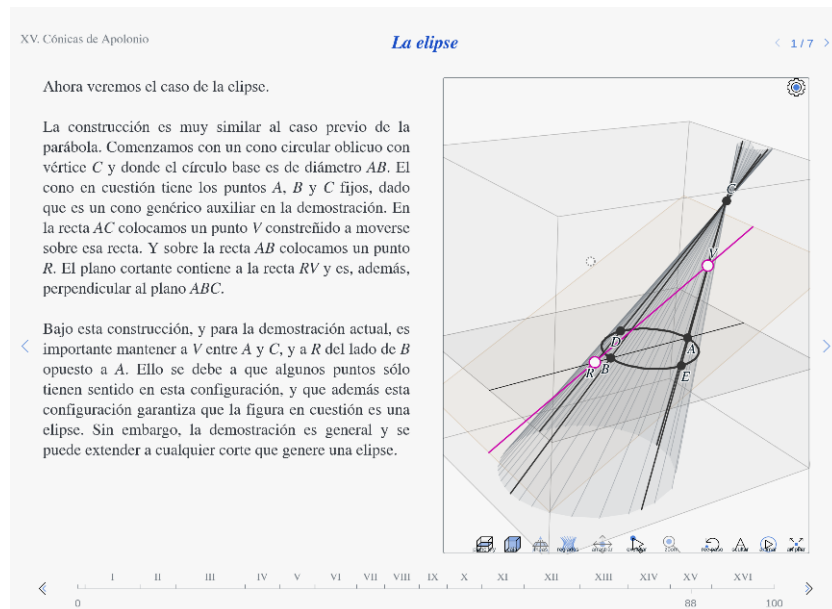 XV. Cónicas de Apolonio
La elipse
1 / 7
Ahora veremos el caso de la elipse.
La construcción es muy similar al caso previo de la
parábola. Comenzamos con un cono circular oblicuo con
vértice C y donde el círculo base es de diámetro AB. El
cono en cuestión tiene los puntos A, B y C fijos, dado
que es un cono genérico auxiliar en la demostración. En
la recta AC colocamos un punto V constreñido a moverse
sobre esa recta. Y sobre la recta AB colocamos un punto
R. El plano cortante contiene a la recta RV y es, además,
perpendicular al plano ABC.
Bajo esta construcción, y para la demostración actual, es
importante mantener a V entre A y C, y a R del lado de B
opuesto a A. Ello se debe a que algunos puntos sólo
tienen sentido en esta configuración, y que además esta
configuración garantiza que la figura en cuestión es una
elipse. Sin embargo, la demostración es general y se
puede extender a cualquier corte que genere una elipse.
C
V
D
A
R B
E
I II III IV V VI VII VIII IX X XI XII XIII XIV XV XVI
0 88 100